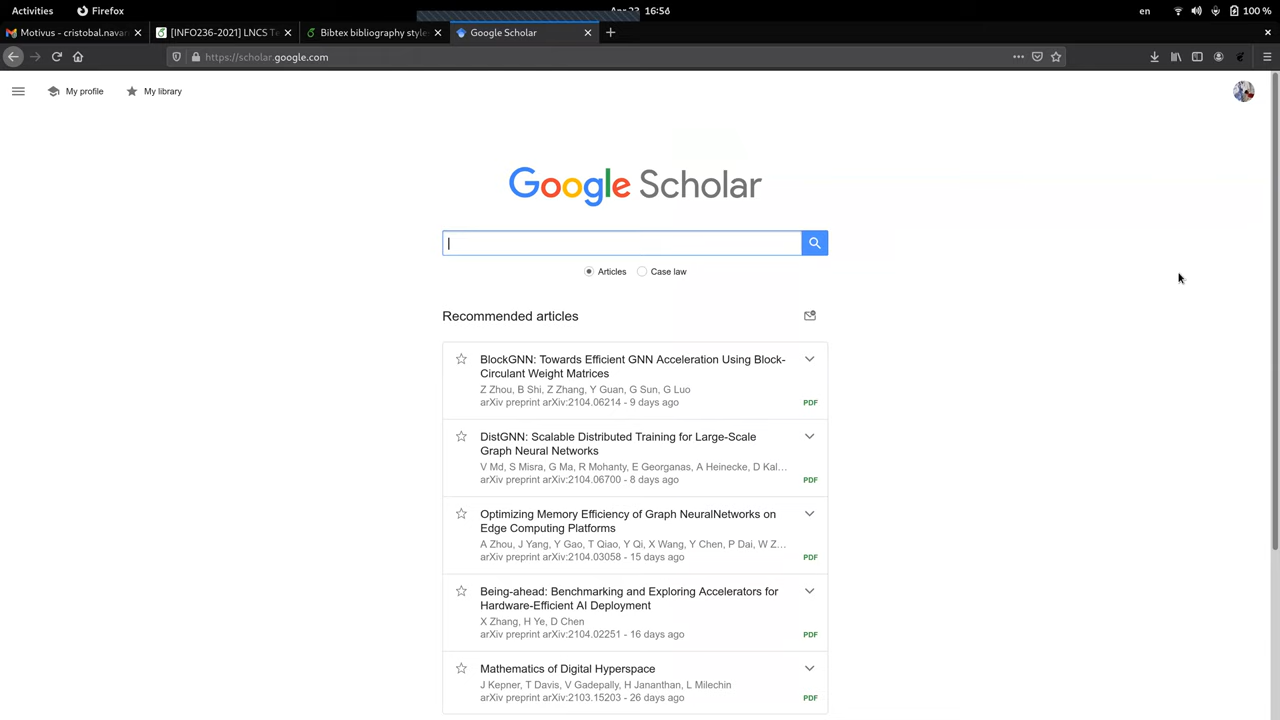 Activities
Firefox
Apr 23 16:56
en
100 %
Motivus - cristobal.navar
[INFO236-2021] LNCS Te
Bibtex bibliography style
Google Scholar
https://scholar.google.com
My profile
My library
Google Scholar
Articles
Case law
Recommended articles
BlockGNN: Towards Efficient GNN Acceleration Using Block-
Circulant Weight Matrices
Z Zhou, B Shi, Z Zhang, Y Guan, G Sun, G Luo
arXiv preprint arXiv:2104.06214 - 9 days ago
PDF
DistGNN: Scalable Distributed Training for Large-Scale
Graph Neural Networks
V Md, S Misra, G Ma, R Mohanty, E Georganas, A Heinecke, D Kal…
arXiv preprint arXiv:2104.06700 - 8 days ago
PDF
Optimizing Memory Efficiency of Graph NeuralNetworks on
Edge Computing Platforms
A Zhou, J Yang, Y Gao, T Qiao, Y Qi, X Wang, Y Chen, P Dai, W Z…
arXiv preprint arXiv:2104.03058 - 15 days ago
PDF
Being-ahead: Benchmarking and Exploring Accelerators for
Hardware-Efficient AI Deployment
X Zhang, H Ye, D Chen
arXiv preprint arXiv:2104.02251 - 16 days ago
PDF
Mathematics of Digital Hyperspace
J Kepner, T Davis, V Gadepally, H Jananthan, L Milechin
arXiv preprint arXiv:2103.15203 - 26 days ago
PDF